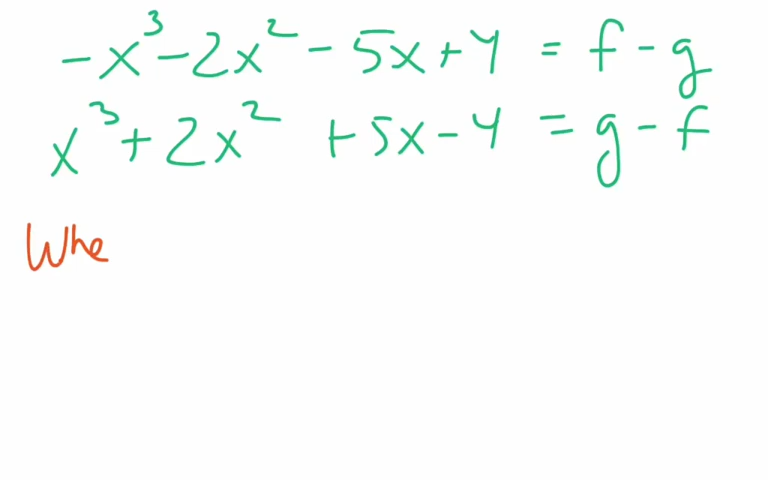 -x³ - 2x² - 5x + 4 = f - g
x³ + 2x² + 5x - 4 = g - f
Whe